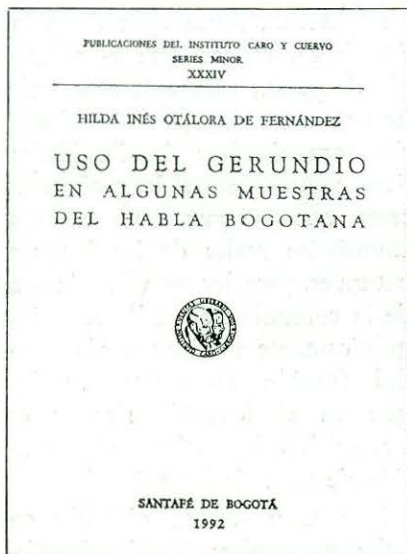 PUBLICACIONES DEL INSTITUTO CARO Y CUERVO
SERIES MINOR
XXXIV
HILDA INÉS OTÁLORA DE FERNÁNDEZ
USO DEL GERUNDIO
EN ALGUNAS MUESTRAS
DEL HABLA BOGOTANA
SANTAFÉ DE BOGOTÁ
1992